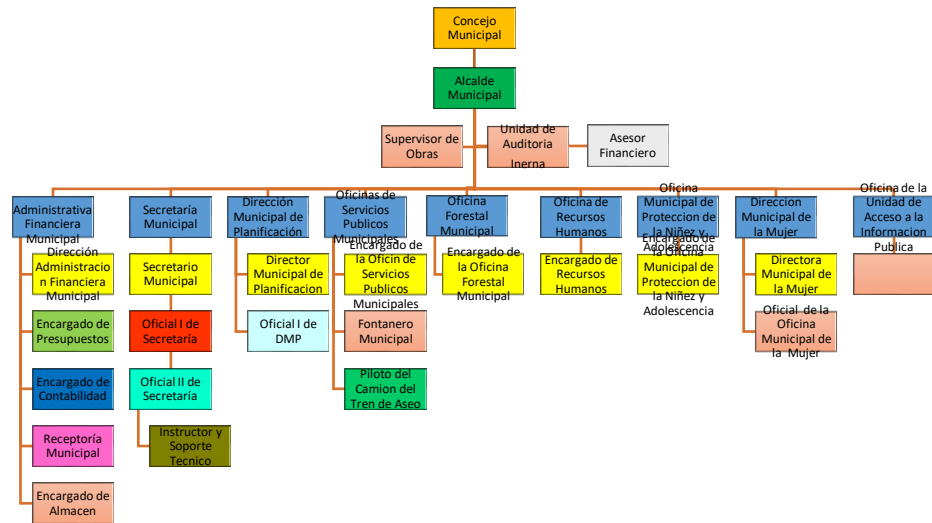 Concejo
Municipal
Alcalde
Municipal
Supervisor de
Obras
Unidad de
Auditoria
Inerna
Asesor
Financiero
Administrativa
Financiera
Municipal
Secretaría
Municipal
Dirección
Municipal de
Planificación
Oficinas de
Servicios
Publicos
Municipales
Oficina
Forestal
Municipal
Oficina de
Recursos
Humanos
Oficina
Municipal de
Proteccion de
la Niñez y
Adolescencia
Direccion
Municipal de
la Mujer
Oficina de la
Unidad de
Acceso a la
Informacion
Publica
Dirección
Administracio
n Financiera
Municipal
Secretario
Municipal
Director
Municipal de
Planificacion
Encargado de
la Oficin de
Servicios
Publicos
Municipales
Encargado de
la Oficina
Forestal
Municipal
Encargado de
Recursos
Humanos
Encargado de
la Oficina
Municipal de
Proteccion de
la Niñez y
Adolescencia
Directora
Municipal de
la Mujer
Encargado de
Presupuestos
Oficial I de
Secretaría
Oficial I de
DMP
Fontanero
Municipal
Oficial de la
Oficina
Municipal de
la Mujer
Encargado de
Contabilidad
Oficial II de
Secretaría
Piloto del
Camion del
Tren de Aseo
Receptoría
Municipal
Instructor y
Soporte
Tecnico
Encargado de
Almacen